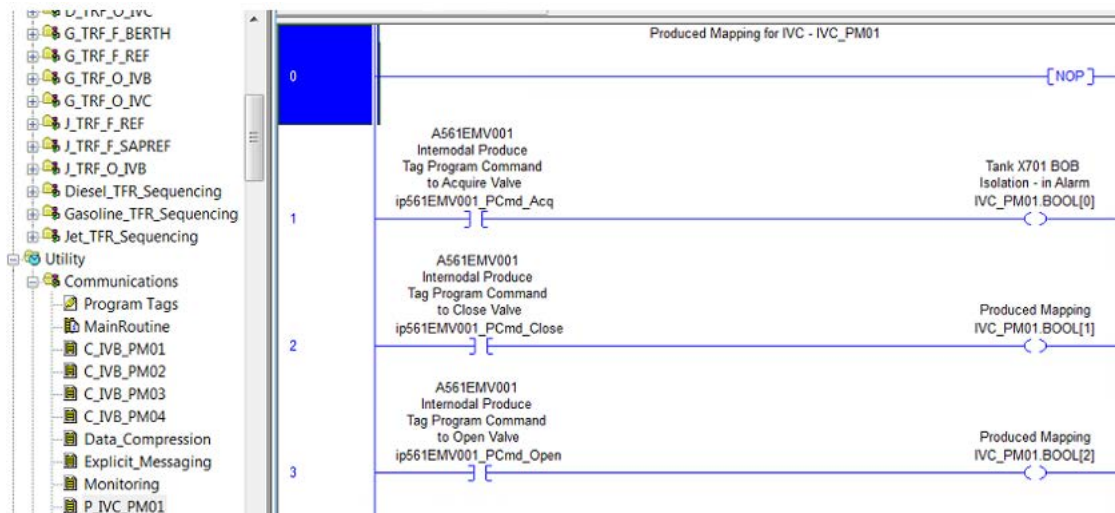 D_TRF_O_IVC
G_TRF_F_BERTH
G_TRF_F_REF
G_TRF_O_IVB
G_TRF_O_IVC
J_TRF_F_REF
J_TRF_F_SAPREF
J_TRF_O_IVB
Diesel_TFR_Sequencing
Gasoline_TFR_Sequencing
Jet_TFR_Sequencing
Utility
Communications
Program Tags
MainRoutine
C_IVB_PM01
C_IVB_PM02
C_IVB_PM03
C_IVB_PM04
Data_Compression
Explicit_Messaging
Monitoring
P_IVC_PM01
Produced Mapping for IVC - IVC_PM01
0
NOP
A561EMV001
Internodal Produce
Tag Program Command
to Acquire Valve
ip561EMV001_PCmd_Acq
Tank X701 BOB
Isolation - in Alarm
IVC_PM01.BOOL[0]
1
A561EMV001
Internodal Produce
Tag Program Command
to Close Valve
ip561EMV001_PCmd_Close
Produced Mapping
IVC_PM01.BOOL[1]
2
A561EMV001
Internodal Produce
Tag Program Command
to Open Valve
ip561EMV001_PCmd_Open
Produced Mapping
IVC_PM01.BOOL[2]
3